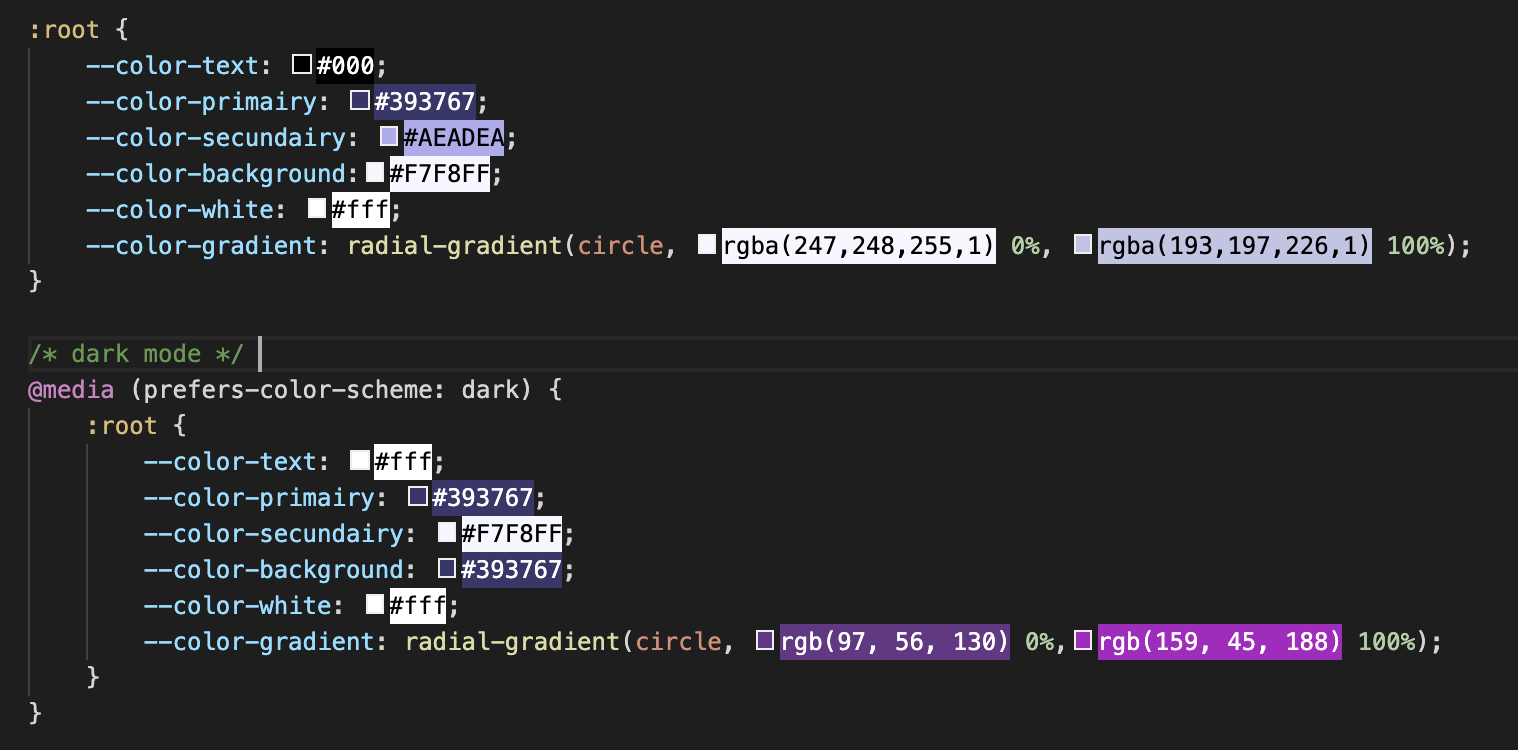 :root {
    --color-text: #000;
    --color-primairy: #393767;
    --color-secundairy: #AEADEA;
    --color-background: #F7F8FF;
    --color-white: #fff;
    --color-gradient: radial-gradient(circle, rgba(247,248,255,1) 0%, rgba(193,197,226,1) 100%);
}
/* dark mode */
@media (prefers-color-scheme: dark) {
    :root {
        --color-text: #fff;
        --color-primairy: #393767;
        --color-secundairy: #F7F8FF;
        --color-background: #393767;
        --color-white: #fff;
        --color-gradient: radial-gradient(circle, rgb(97, 56, 130) 0%, rgb(159, 45, 188) 100%);
    }
}